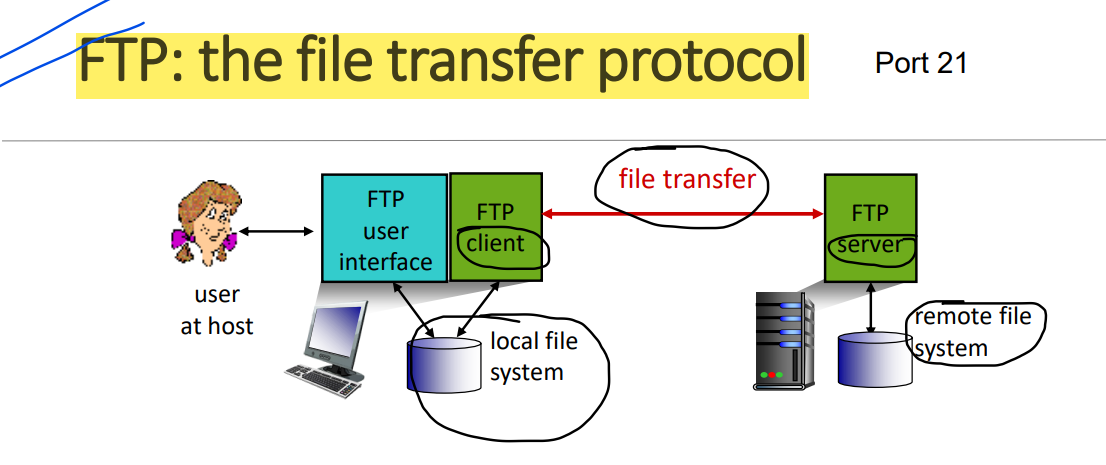 FTP: the file transfer protocol
Port 21
file transfer
FTP
user
interface
FTP
client
FTP
server
user
at host
local file
system
remote file
system